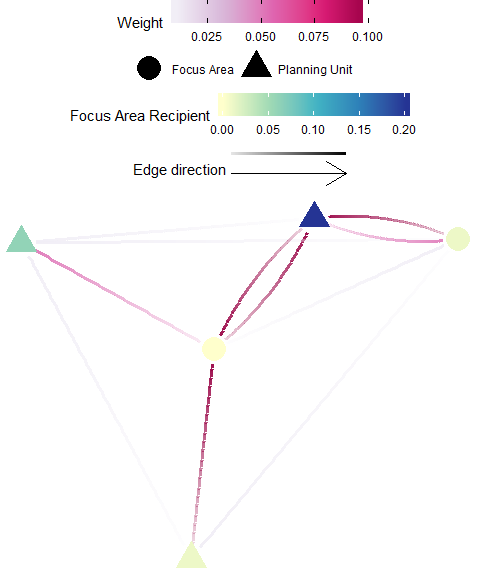 Weight
0.025 0.050 0.075 0.100
Focus Area Planning Unit
Focus Area Recipient
0.00 0.05 0.10 0.15 0.20
Edge direction